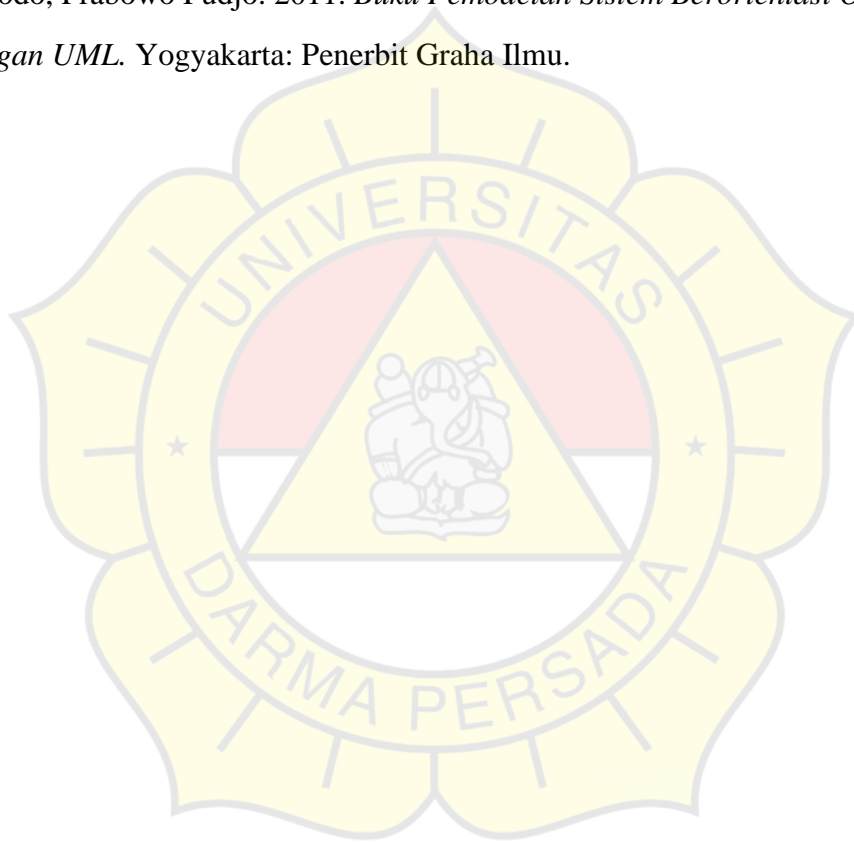 odo, Prabowo Pudjo. 2011. Buku Pemodelan Sistem Berorientasi
gan UML. Yogyakarta: Penerbit Graha Ilmu.
UNIVERSITAS
DARMA PERSADA